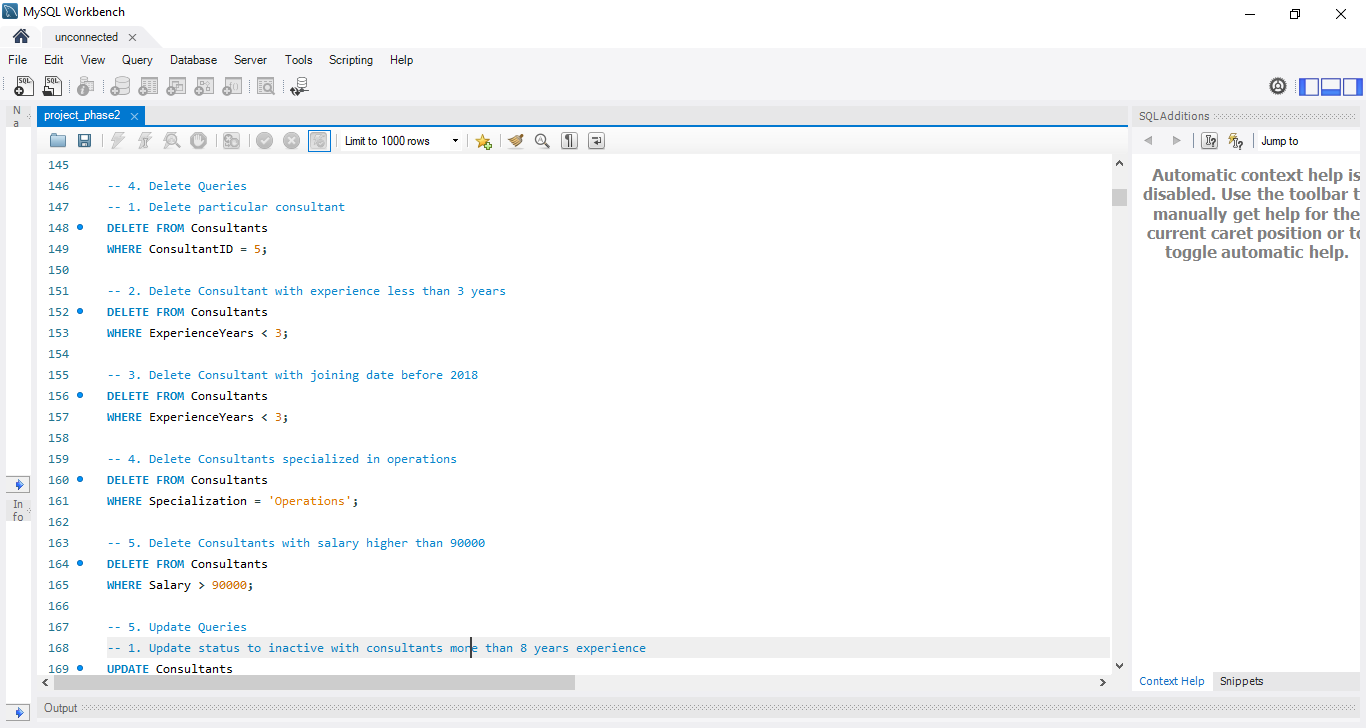 MySQL Workbench
unconnected
File Edit View Query Database Server Tools Scripting Help
SQL SQL
N
a
project_phase2
SQLAdditions
Limit to 1000 rows
Jump to
145
146 -- 4. Delete Queries
147 -- 1. Delete particular consultant
148 DELETE FROM Consultants
149 WHERE ConsultantID = 5;
150
151 -- 2. Delete Consultant with experience less than 3 years
152 DELETE FROM Consultants
153 WHERE ExperienceYears < 3;
154
155 -- 3. Delete Consultant with joining date before 2018
156 DELETE FROM Consultants
157 WHERE ExperienceYears < 3;
158
159 -- 4. Delete Consultants specialized in operations
160 DELETE FROM Consultants
161 WHERE Specialization = 'Operations';
162
163 -- 5. Delete Consultants with salary higher than 90000
164 DELETE FROM Consultants
165 WHERE Salary > 90000;
166
167 -- 5. Update Queries
168 -- 1. Update status to inactive with consultants more than 8 years experience
169 UPDATE Consultants
In
fo
Automatic context help is
disabled. Use the toolbar t
manually get help for the
current caret position or to
toggle automatic help.
Context Help Snippets
Output